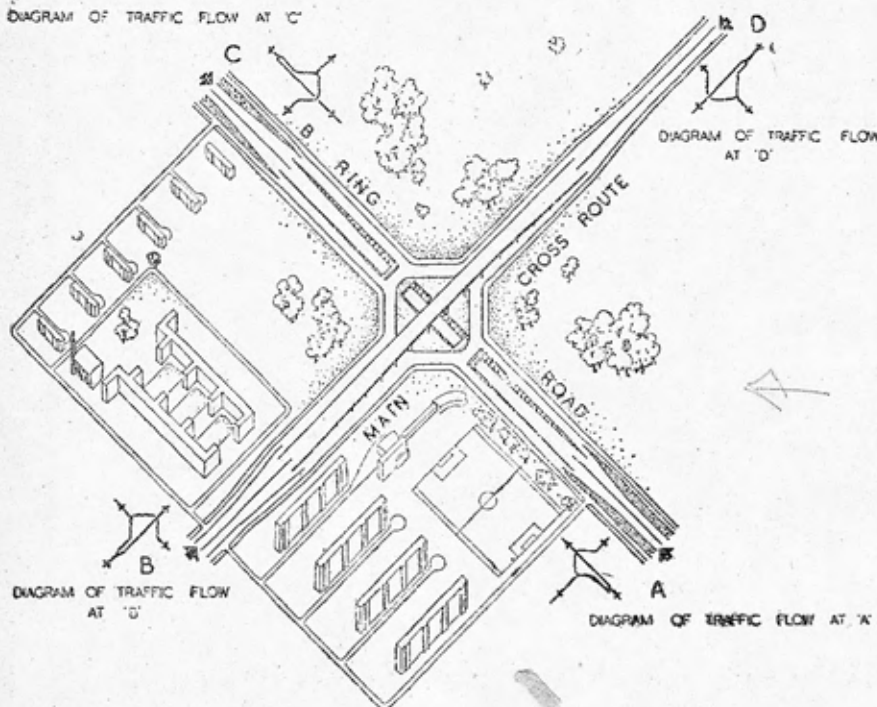 DIAGRAM OF TRAFFIC FLOW AT 'C'
C
D
B
RING
DIAGRAM OF TRAFFIC FLOW
AT 'D'
CROSS ROUTE
ROAD
MAIN
B
DIAGRAM OF TRAFFIC FLOW
A
DIAGRAM OF TRAFFIC FLOW AT 'A'